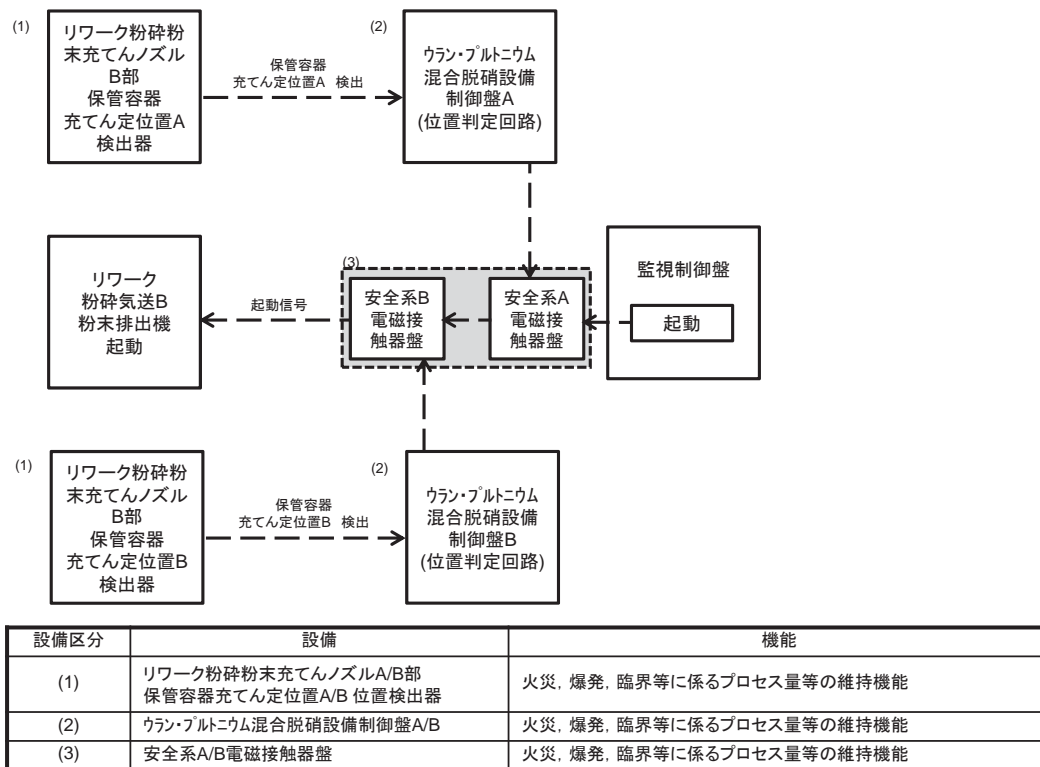 (1)
リワーク粉砕粉
末充てんノズル
B部
保管容器
充てん定位置A
検出器
保管容器
充てん定位置A 検出
(2)
ウラン・プルトニウム
混合脱硝設備
制御盤A
(位置判定回路)
リワーク
粉砕気送B
粉末排出機
起動
起動信号
(3)
安全系B
電磁接
触器盤
安全系A
電磁接
触器盤
監視制御盤
起動
(1)
リワーク粉砕粉
末充てんノズル
B部
保管容器
充てん定位置B
検出器
保管容器
充てん定位置B 検出
(2)
ウラン・プルトニウム
混合脱硝設備
制御盤B
(位置判定回路)
設備区分 設備 機能
(1) リワーク粉砕粉末充てんノズルA/B部
保管容器充てん定位置A/B 位置検出器 火災，爆発，臨界等に係るプロセス量等の維持機能
(2) ウラン・プルトニウム混合脱硝設備制御盤A/B 火災，爆発，臨界等に係るプロセス量等の維持機能
(3) 安全系A/B電磁接触器盤 火災，爆発，臨界等に係るプロセス量等の維持機能